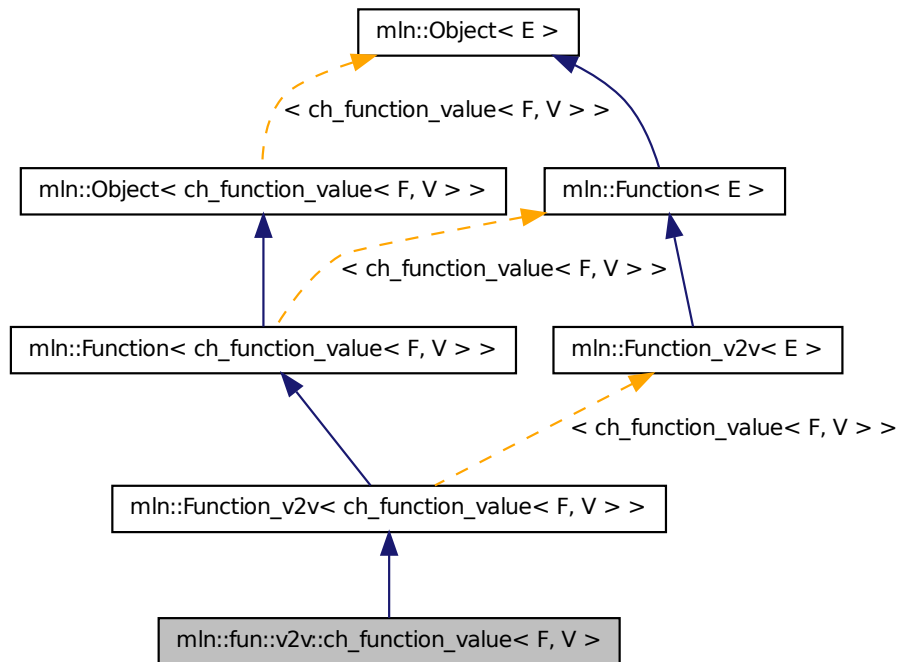 mln::Object< E >
< ch_function_value< F, V > >
mln::Object< ch_function_value< F, V > >
mln::Function< E >
< ch_function_value< F, V > >
mln::Function< ch_function_value< F, V > >
mln::Function_v2v< E >
< ch_function_value< F, V > >
mln::Function_v2v< ch_function_value< F, V > >
mln::fun::v2v::ch_function_value< F, V >